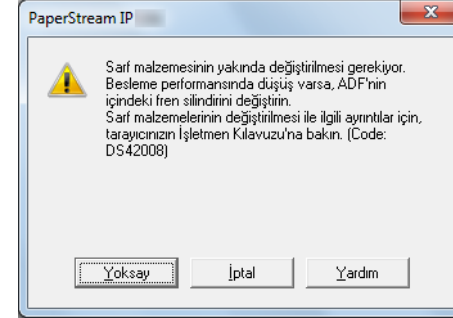 PaperStream IP
Sarf malzemesinin yakında değiştirilmesi gerekiyor.
Besleme performansında düşüş varsa, ADF'nin
içindeki fren silindirini değiştirin.
Sarf malzemelerinin değiştirilmesi ile ilgili ayrıntılar için,
tarayıcınızın İşletmen Kılavuzu'na bakın. (Code:
DS42008)
Yoksay İptal Yardım